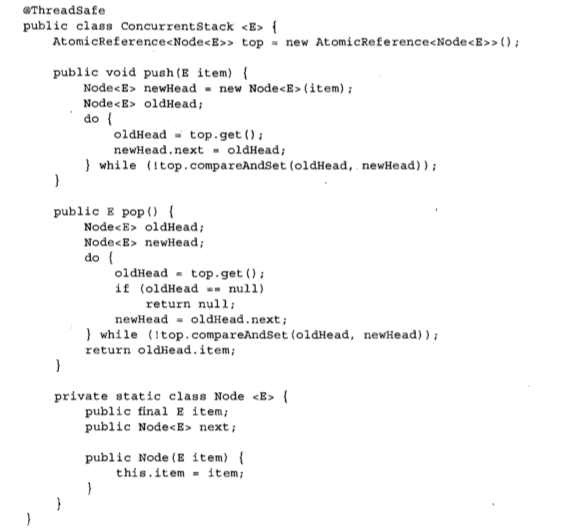 @ThreadSafe
public class ConcurrentStack <E> {
    AtomicReference<Node<E>> top = new AtomicReference<Node<E>>();

    public void push(E item) {
        Node<E> newHead = new Node<E>(item);
        Node<E> oldHead;
        do {
            oldHead = top.get();
            newHead.next = oldHead;
        } while (!top.compareAndSet(oldHead, newHead));
    }

    public E pop() {
        Node<E> oldHead;
        Node<E> newHead;
        do {
            oldHead = top.get();
            if (oldHead == null)
                return null;
            newHead = oldHead.next;
        } while (!top.compareAndSet(oldHead, newHead));
        return oldHead.item;
    }

    private static class Node <E> {
        public final E item;
        public Node<E> next;

        public Node(E item) {
            this.item = item;
        }
    }
}